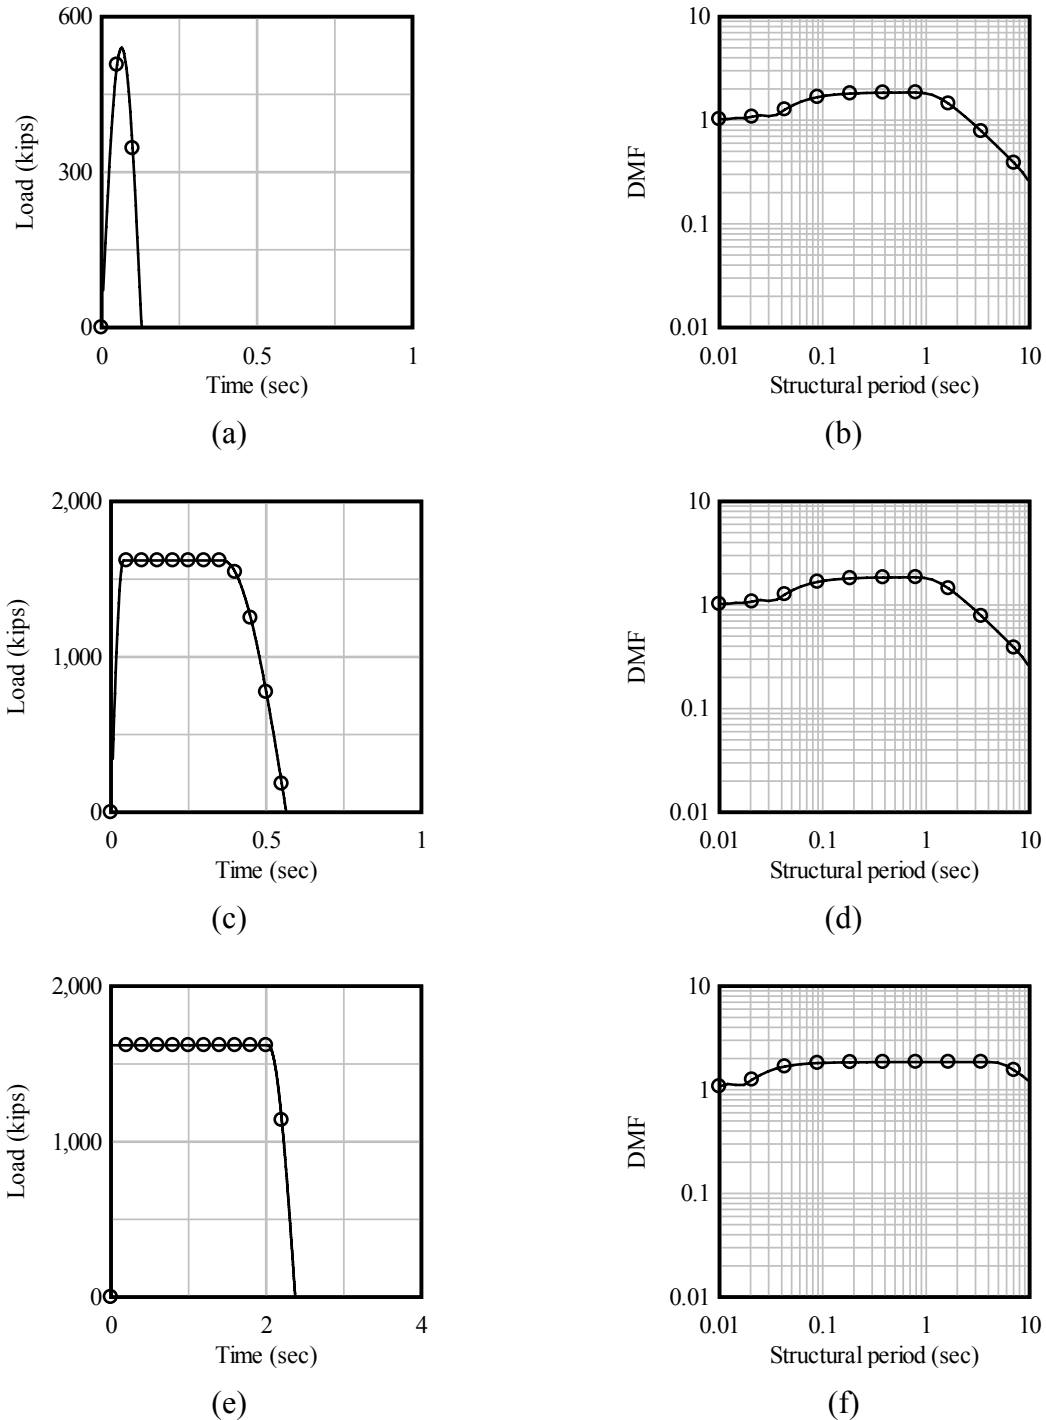 600
300
0
0
0.5
1
Load (kips)
Time (sec)
(a)
10
1
0.1
0.01
0.01
0.1
1
10
DMF
Structural period (sec)
(b)
2,000
1,000
0
0
0.5
1
Load (kips)
Time (sec)
(c)
10
1
0.1
0.01
0.01
0.1
1
10
DMF
Structural period (sec)
(d)
2,000
1,000
0
0
2
4
Load (kips)
Time (sec)
(e)
10
1
0.1
0.01
0.01
0.1
1
10
DMF
Structural period (sec)
(f)